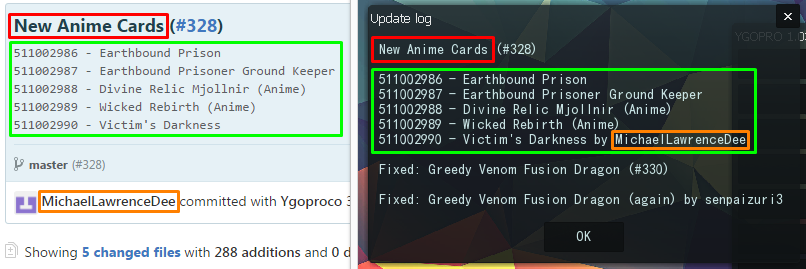 New Anime Cards (#328)
511002986 - Earthbound Prison
511002987 - Earthbound Prisoner Ground Keeper
511002988 - Divine Relic Mjollnir (Anime)
511002989 - Wicked Rebirth (Anime)
511002990 - Victim's Darkness
master (#328)
MichaelLawrenceDee committed with Ygoproco 3
Showing 5 changed files with 288 additions and 0 d
Update log
×
New Anime Cards (#328)
511002986 - Earthbound Prison
511002987 - Earthbound Prisoner Ground Keeper
511002988 - Divine Relic Mjollnir (Anime)
511002989 - Wicked Rebirth (Anime)
511002990 - Victim's Darkness by MichaelLawrenceDee
Fixed: Greedy Venom Fusion Dragon (#330)
Fixed: Greedy Venom Fusion Dragon (again) by senpaizuri3
OK
YGOPRO 1.03